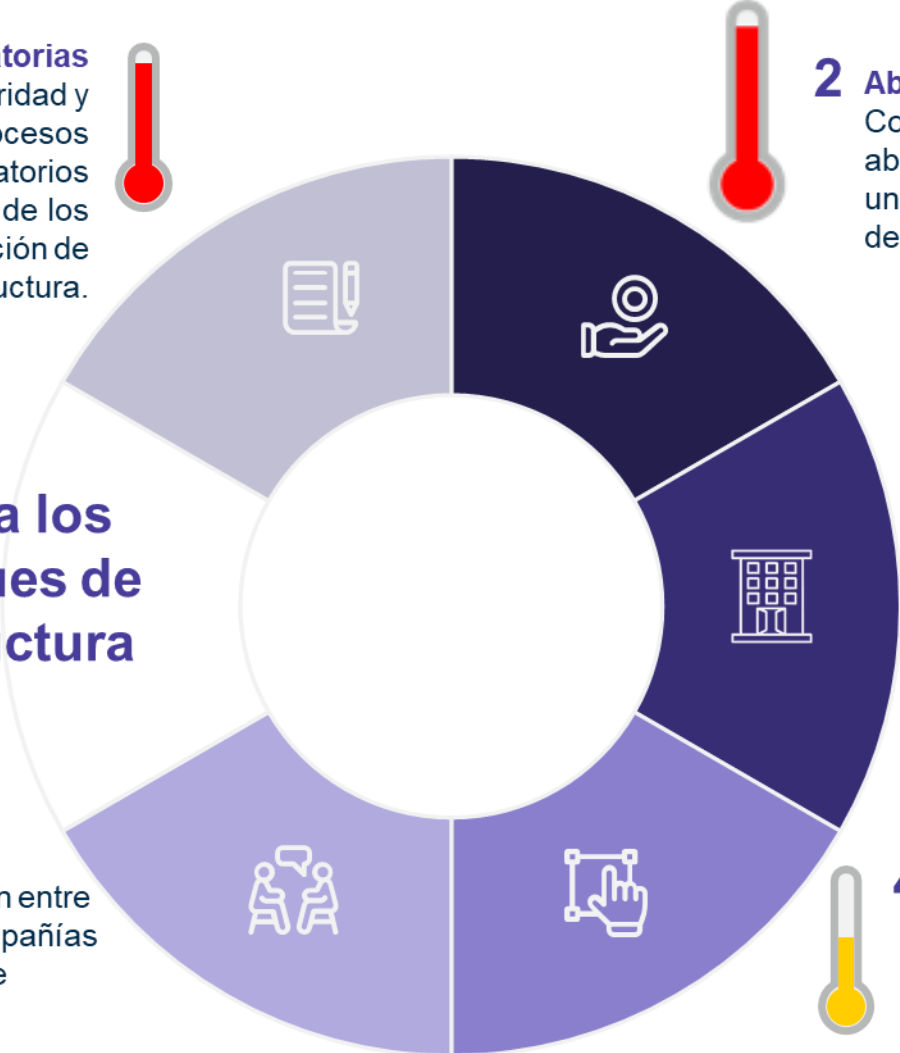 torias
ridad y
ocesos
atorios
de los
ción de
uctura.
2 Ab
Co
ab
un
de
a los
ues de
ctura
n entre
pañías
e
4